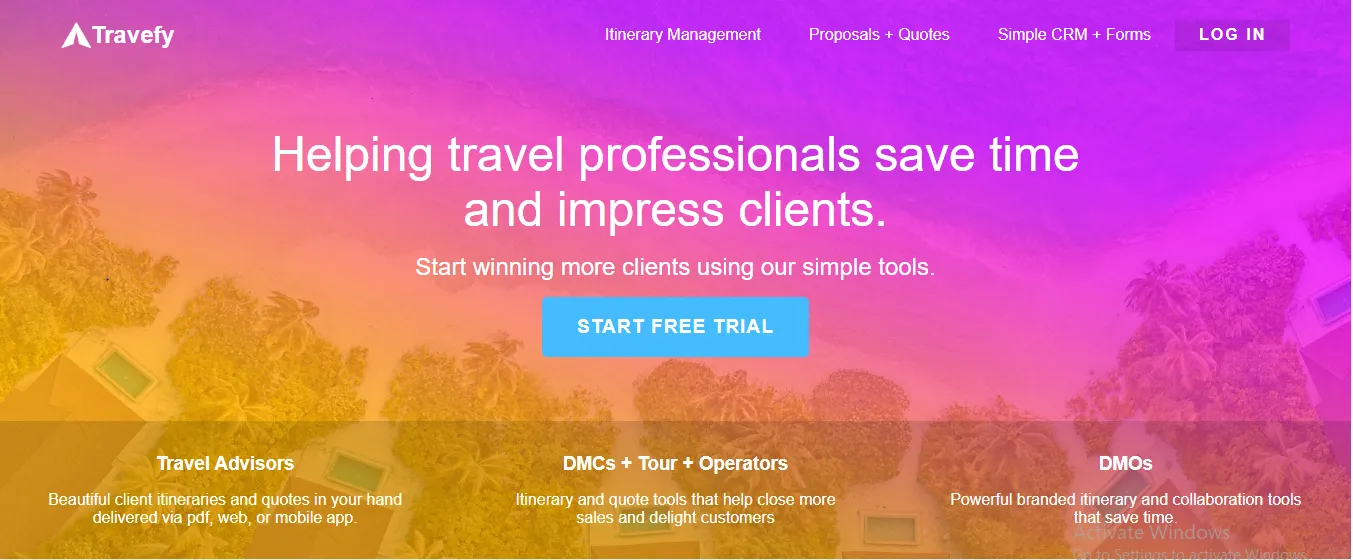 Travefy
Itinerary Management
Proposals + Quotes
Simple CRM + Forms
LOG IN
Helping travel professionals save time
and impress clients.
Start winning more clients using our simple tools.
START FREE TRIAL
Travel Advisors
Beautiful client itineraries and quotes in your hand
delivered via pdf, web, or mobile app.
DMCs + Tour + Operators
Itinerary and quote tools that help close more
sales and delight customers
DMOs
Powerful branded itinerary and collaboration tools
that save time.
Activate Windows
Go to Settings to activate Windows.